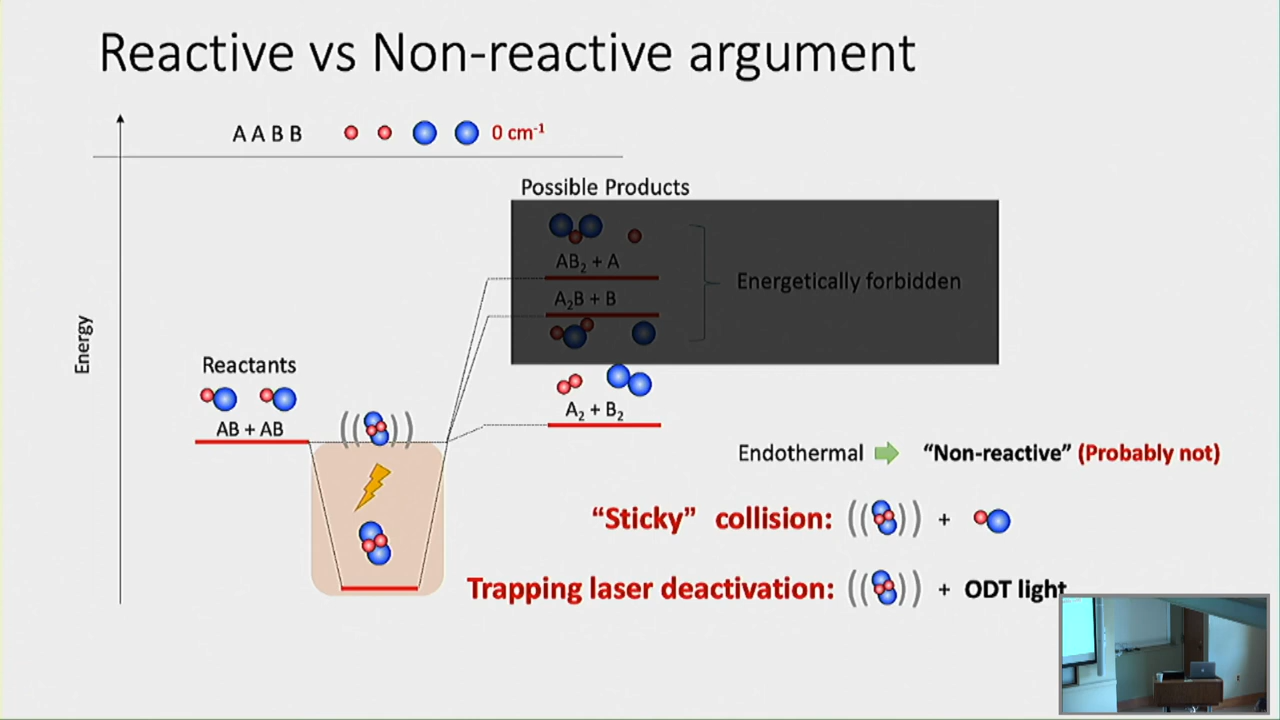 Reactive vs Non-reactive argument
A A B B
0 cm⁻¹
Possible Products
AB₂ + A
Energetically forbidden
A₂B + B
Energy
Reactants
AB + AB
A₂ + B₂
Endothermal “Non-reactive” (Probably not)
“Sticky” collision: (( )) +
Trapping laser deactivation: (( )) + ODT light